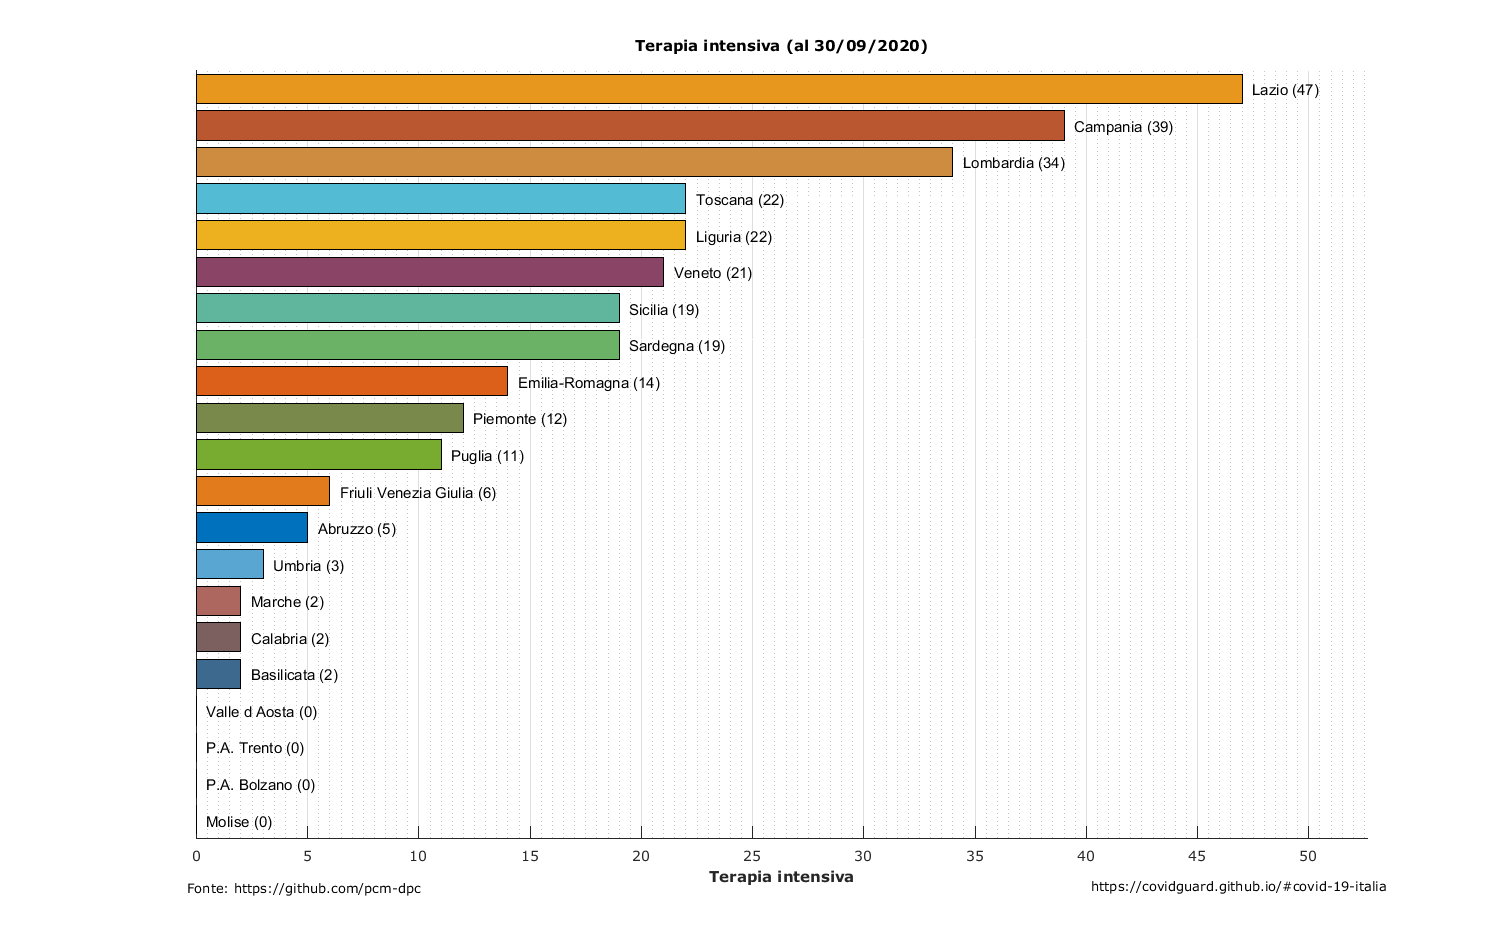 Terapia intensiva (al 30/09/2020)
Lazio (47)
Campania (39)
Lombardia (34)
Toscana (22)
Liguria (22)
Veneto (21)
Sicilia (19)
Sardegna (19)
Emilia-Romagna (14)
Piemonte (12)
Puglia (11)
Friuli Venezia Giulia (6)
Abruzzo (5)
Umbria (3)
Marche (2)
Calabria (2)
Basilicata (2)
Valle d Aosta (0)
P.A. Trento (0)
P.A. Bolzano (0)
Molise (0)
0 5 10 15 20 25 30 35 40 45 50
Terapia intensiva
Fonte: https://github.com/pcm-dpc
https://covidguard.github.io/#covid-19-italia